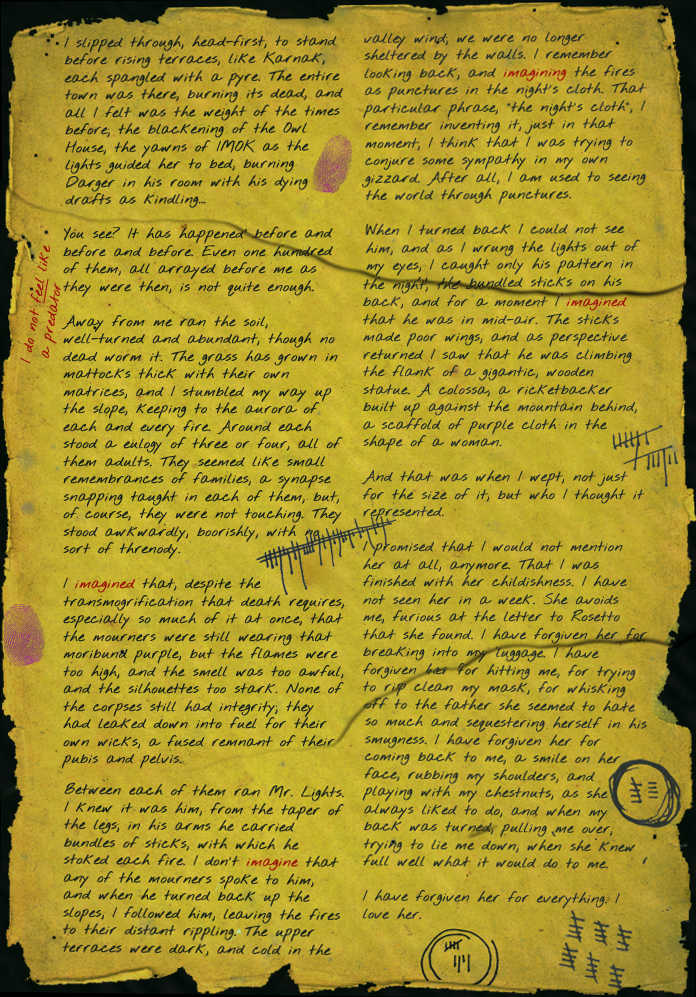 I slipped through, head-first, to stand
before rising terraces, like Karnak,
each spangled with a pyre. The entire
town was there, burning its dead, and
all I felt was the weight of the times
before, the blackening of the Owl
House, the yawns of IMOK as the
lights guided her to bed, burning
Darger in his room with his dying
drafts as kindling...
You see? It has happened before and
before and before. Even one hundred
of them, all arrayed before me as
they were then, is not quite enough.
I do not feel like
a predator
Away from me ran the soil,
well-turned and abundant, though no
dead worm it. The grass has grown in
mattocks thick with their own
matrices, and I stumbled my way up
the slope, keeping to the aurora of
each and every fire. Around each
stood a eulogy of three or four, all of
them adults. They seemed like small
remembrances of families, a synapse
snapping taught in each of them, but,
of course, they were not touching. They
stood awkwardly, boorishly, with
sort of threnody.
I imagined that, despite the
transmogrification that death requires,
especially so much of it at once, that
the mourners were still wearing that
moribund purple, but the flames were
too high, and the smell was too awful,
and the silhouettes too stark. None of
the corpses still had integrity; they
had leaked down into fuel for their
own wicks, a fused remnant of their
pubis and pelvis.
Between each of them ran Mr. Lights.
I knew it was him, from the taper of
the legs, in his arms he carried
bundles of sticks, with which he
stoked each fire. I don't imagine that
any of the mourners spoke to him,
and when he turned back up the
slopes, I followed him, leaving the fires
to their distant rippling. The upper
terraces were dark, and cold in the
valley wind; we were no longer
sheltered by the walls. I remember
looking back, and imagining the fires
as punctures in the night's cloth. That
particular phrase, "the night's cloth", I
remember inventing it, just in that
moment, I think that I was trying to
conjure some sympathy in my own
gizzard. After all, I am used to seeing
the world through punctures.
When I turned back I could not see
him, and as I wrung the lights out of
my eyes, I caught only his pattern in
the night, the bundled sticks on his
back, and for a moment I imagined
that he was in mid-air. The sticks
made poor wings, and as perspective
returned I saw that he was climbing
the flank of a gigantic, wooden
statue. A colossa, a ricketbacker
built up against the mountain behind,
a scaffold of purple cloth in the
shape of a woman.
And that was when I wept, not just
for the size of it, but who I thought it
represented.
I promised that I would not mention
her at all, anymore. That I was
finished with her childishness. I have
not seen her in a week. She avoids
me, furious at the letter to Rosetto
that she found. I have forgiven her for
breaking into my luggage. I have
forgiven her for hitting me, for trying
to rip clean my mask, for whisking
off to the father she seemed to hate
so much and sequestering herself in his
smugness. I have forgiven her for
coming back to me, a smile on her
face, rubbing my shoulders, and
playing with my chestnuts, as she
always liked to do, and when my
back was turned, pulling me over,
trying to lie me down, when she knew
full well what it would do to me.
I have forgiven her for everything. I
love her.